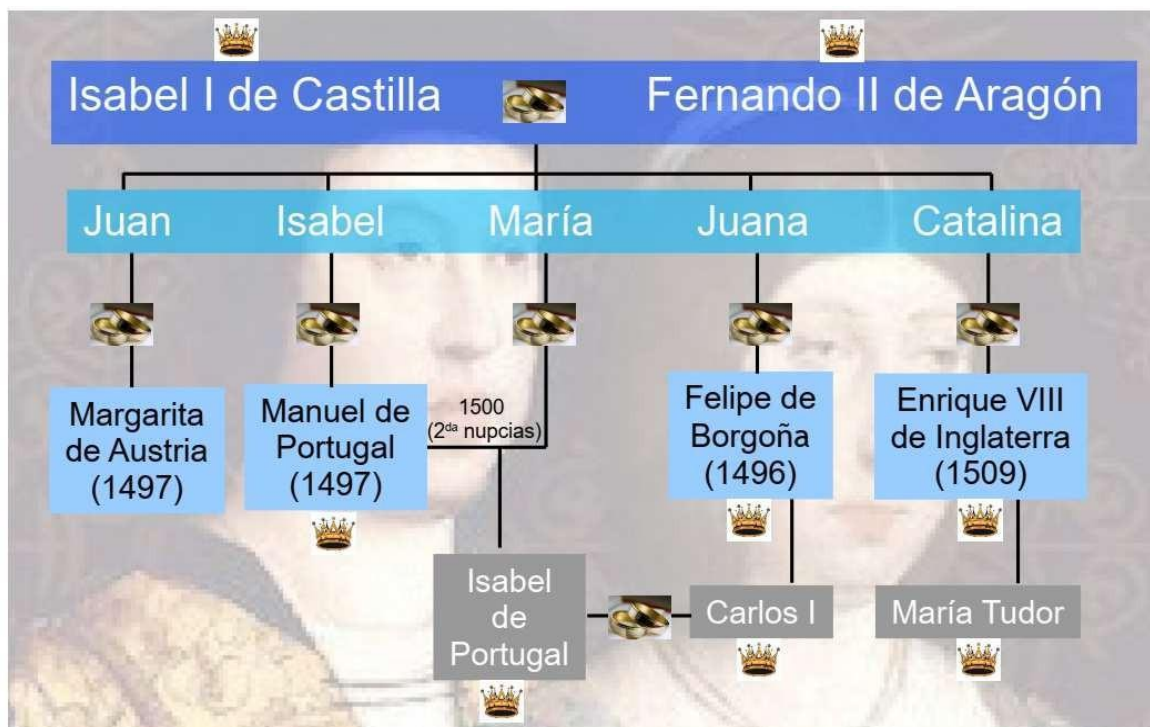 Isabel I de Castilla
Fernando II de Aragón
Juan
Isabel
María
Juana
Catalina
Margarita
de Austria
(1497)
Manuel de
Portugal
(1497)
1500
(2da nupcias)
Felipe de
Borgoña
(1496)
Enrique VIII
de Inglaterra
(1509)
Isabel
de
Portugal
Carlos I
María Tudor